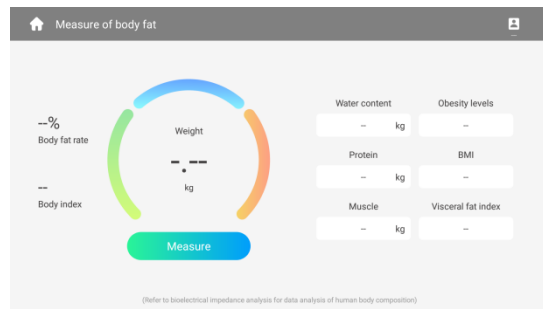 Measure of body fat
--
--%
Body fat rate
--
Body index
Weight
-.--
kg
Measure
Water content
-- kg
Obesity levels
--
Protein
-- kg
BMI
--
Muscle
-- kg
Visceral fat index
--
(Refer to bioelectrical impedance analysis for data analysis of human body composition)